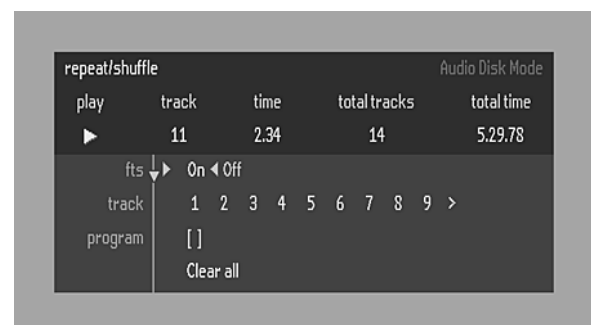 repeat/shuffle Audio Disk Mode
play track time total tracks total time
11 2.34 14 5.29.78
fts On Off
track 1 2 3 4 5 6 7 8 9 >
program [ ]
Clear all